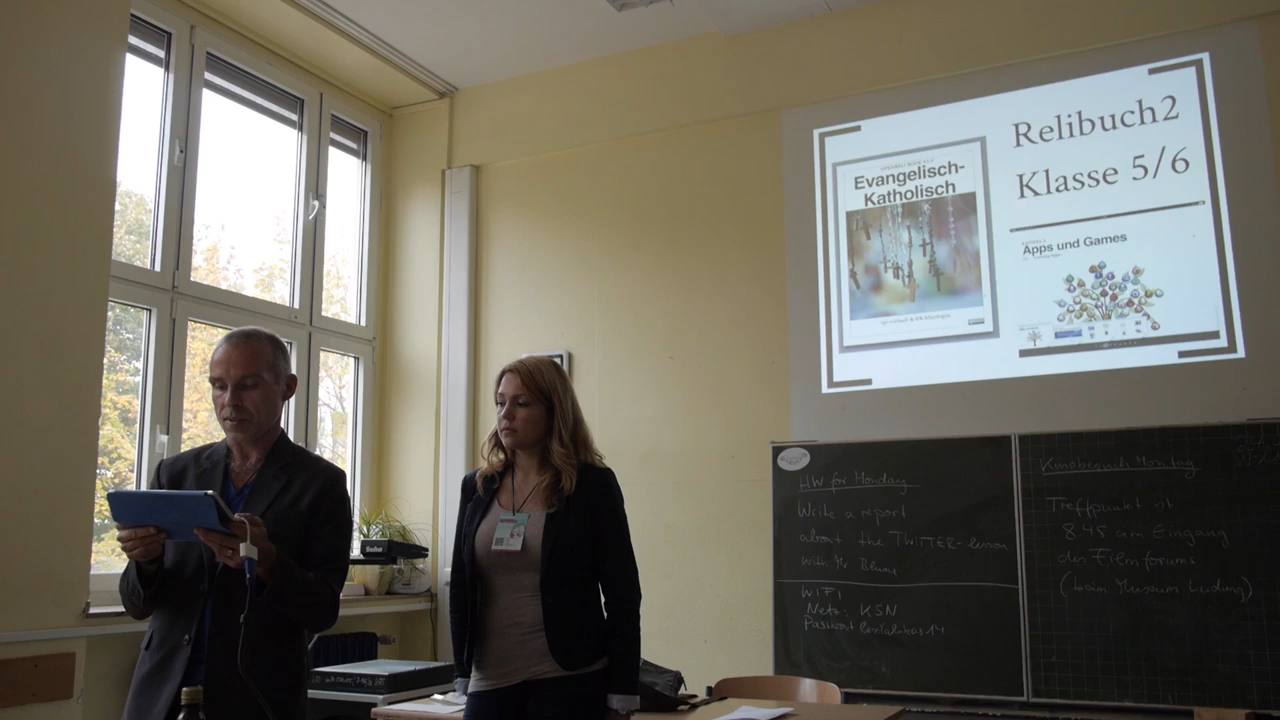 Relibuch2
Klasse 5/6
Evangelisch-
Katholisch
Apps und Games
HW for Monday
Write a report
about the TWITTER-lesson
with Mr Blume
WIFI
Netz: KSN
Passwort
Kinobesuch Montag
Treffpunkt ist
8.45 am Eingang
des Filmforums
(beim Museum Ludwig)